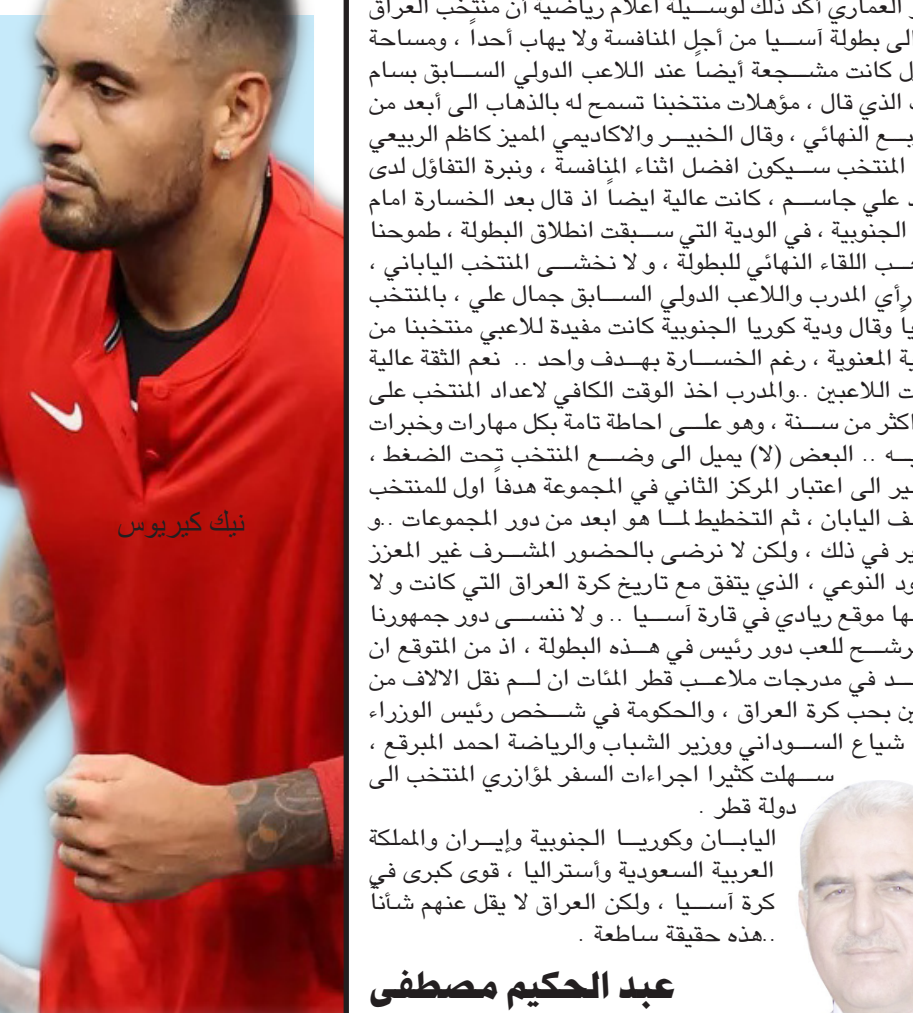 العماري أكد ذلك لوسيلة اعلام رياضية أن منتخب العراق
الى بطولة آسيا من أجل المنافسة ولا يهاب أحداً ، ومساحة
كانت مشجعة أيضاً عند اللاعب الدولي السابق بسام
الذي قال ، مؤهلات منتخبنا تسمح له بالذهاب الى أبعد من
النهائي ، وقال الخبير والاكاديمي المميز كاظم الربيعي
المنتخب سيكون افضل اثناء المنافسة ، ونبرة التفاؤل لدى
علي جاسم ، كانت عالية ايضاً اذ قال بعد الخسارة امام
الجنوبية ، في الودية التي سبقت انطلاق البطولة ، طموحنا
اللقاء النهائي للبطولة ، و لا نخشى المنتخب الياباني ،
رأي المدرب واللاعب الدولي السابق جمال علي ، بالمنتخب
وقال ودية كوريا الجنوبية كانت مفيدة للاعبي منتخبنا من
المعنوية ، رغم الخسارة بهدف واحد .. نعم الثقة عالية
اللاعبين ..والمدرب اخذ الوقت الكافي لاعداد المنتخب على
اكثر من سنة ، وهو على احاطة تامة بكل مهارات وخبرات
.. البعض (لا) يميل الى وضع المنتخب تحت الضغط ،
الى اعتبار المركز الثاني في المجموعة هدفاً اول للمنتخب
اليابان ، ثم التخطيط لما هو ابعد من دور المجموعات ..و
في ذلك ، ولكن لا نرضى بالحضور المشرف غير المعزز
النوعي ، الذي يتفق مع تاريخ كرة العراق التي كانت و لا
موقع ريادي في قارة آسيا .. و لا ننسى دور جمهورنا
للعب دور رئيس في هذه البطولة ، اذ من المتوقع ان
في مدرجات ملاعب قطر المئات ان لم نقل الالاف من
بحب كرة العراق ، والحكومة في شخص رئيس الوزراء
شياع السوداني ووزير الشباب والرياضة احمد المبرقع ،
سهلت كثيرا اجراءات السفر لمؤازري المنتخب الى
دولة قطر .
اليابان وكوريا الجنوبية وإيران والمملكة
العربية السعودية وأستراليا ، قوى كبرى في
كرة آسيا ، ولكن العراق لا يقل عنهم شأناً
..هذه حقيقة ساطعة .
عبد الحكيم مصطفى
نيك كيريوس